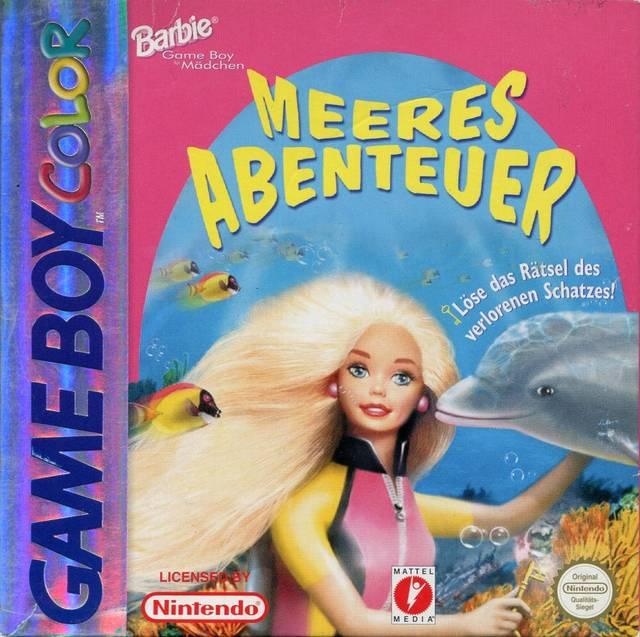 Barbie®
Game Boy
für Mädchen
MEERES
ABENTEUER
Löse das Rätsel des
verlorenen Schatzes!
GAME BOY COLOR
TM
LICENSED BY
Nintendo®
MATTEL
MEDIA®
Original
Nintendo
Qualitäts-
Siegel